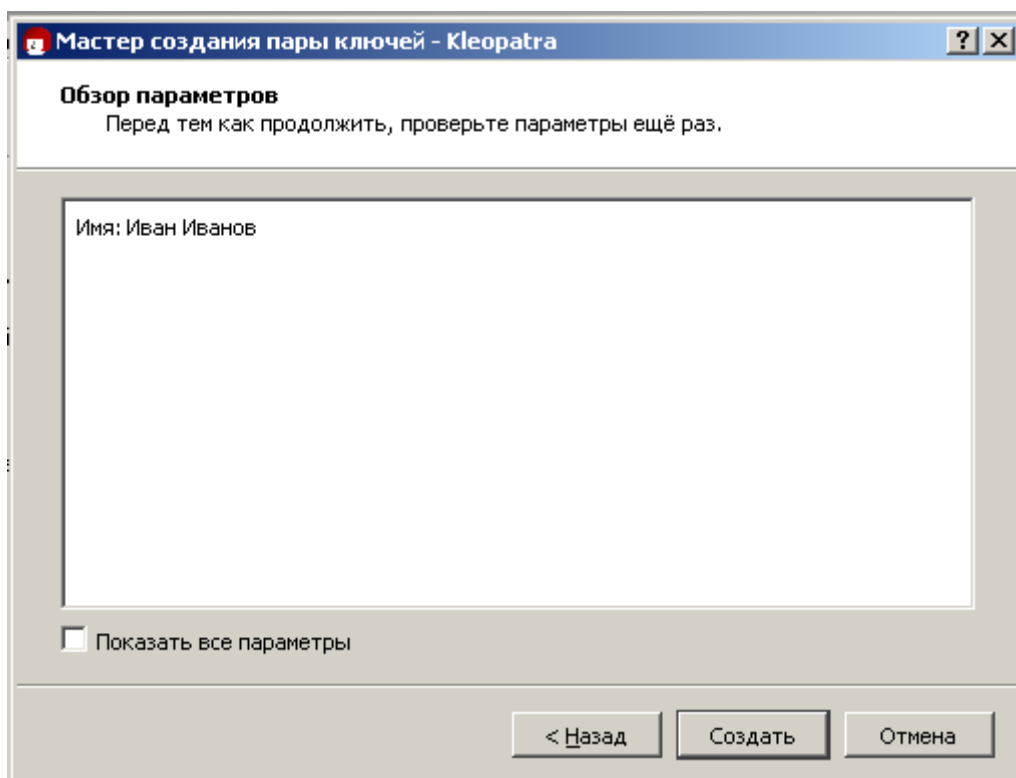 Мастер создания пары ключей - Kleopatra
Обзор параметров
Перед тем как продолжить, проверьте параметры ещё раз.
Имя: Иван Иванов
Показать все параметры
< Назад
Создать
Отмена